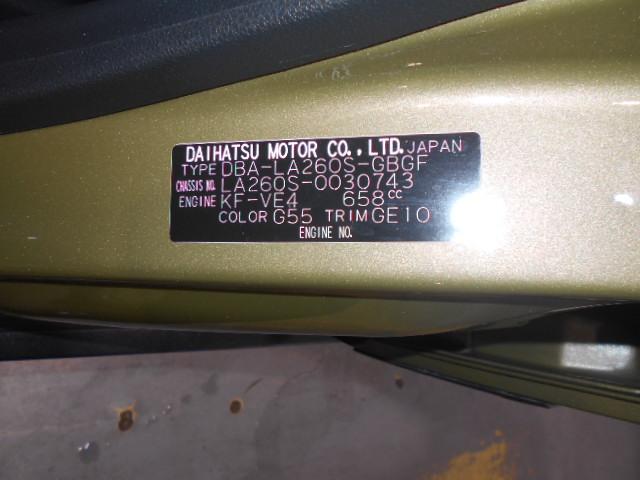 DAIHATSU MOTOR CO., LTD. JAPAN
TYPE DBA-LA260S-GBGF
CHASSIS NO. LA260S-0030743
ENGINE KF-VE4 658cc
COLOR G55 TRIM GE10
ENGINE NO.